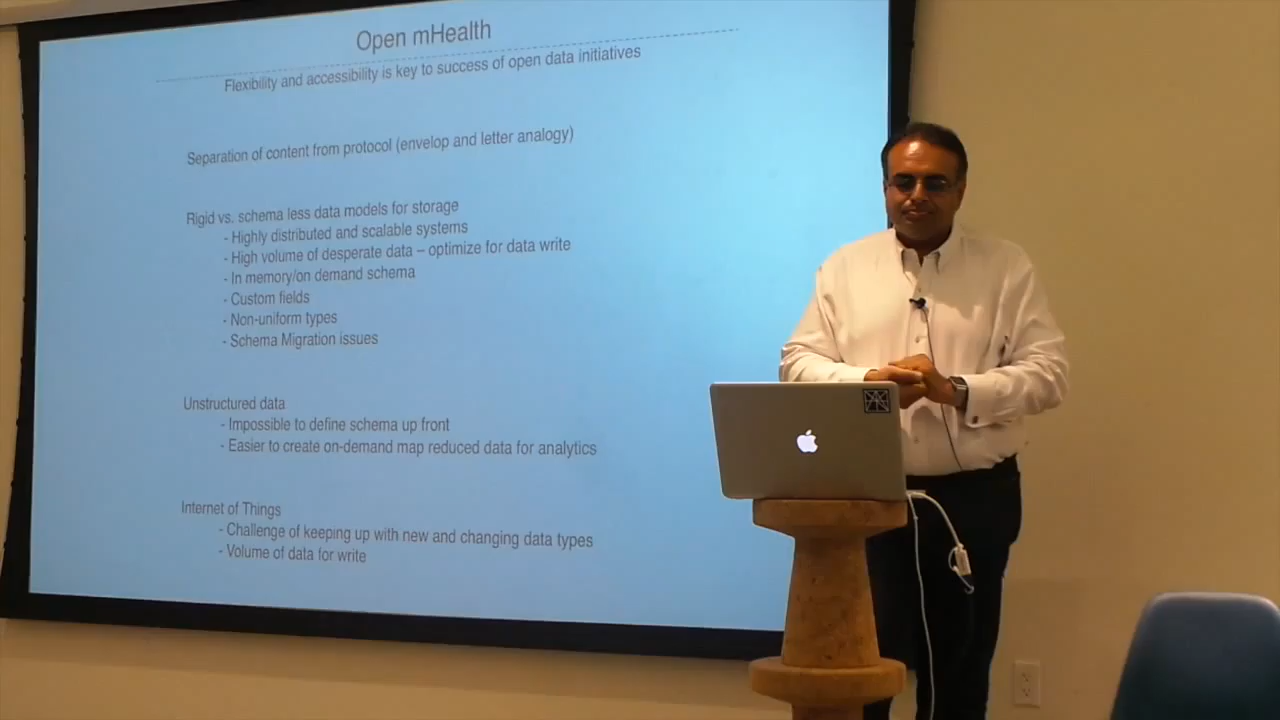 Open mHealth
Flexibility and accessibility is key to success of open data initiatives
Separation of content from protocol (envelop and letter analogy)
Rigid vs. schema less data models for storage
- Highly distributed and scalable systems
- High volume of desperate data – optimize for data write
- In memory/on demand schema
- Custom fields
- Non-uniform types
- Schema Migration issues
Unstructured data
- Impossible to define schema up front
- Easier to create on-demand map reduced data for analytics
Internet of Things
- Challenge of keeping up with new and changing data types
- Volume of data for write